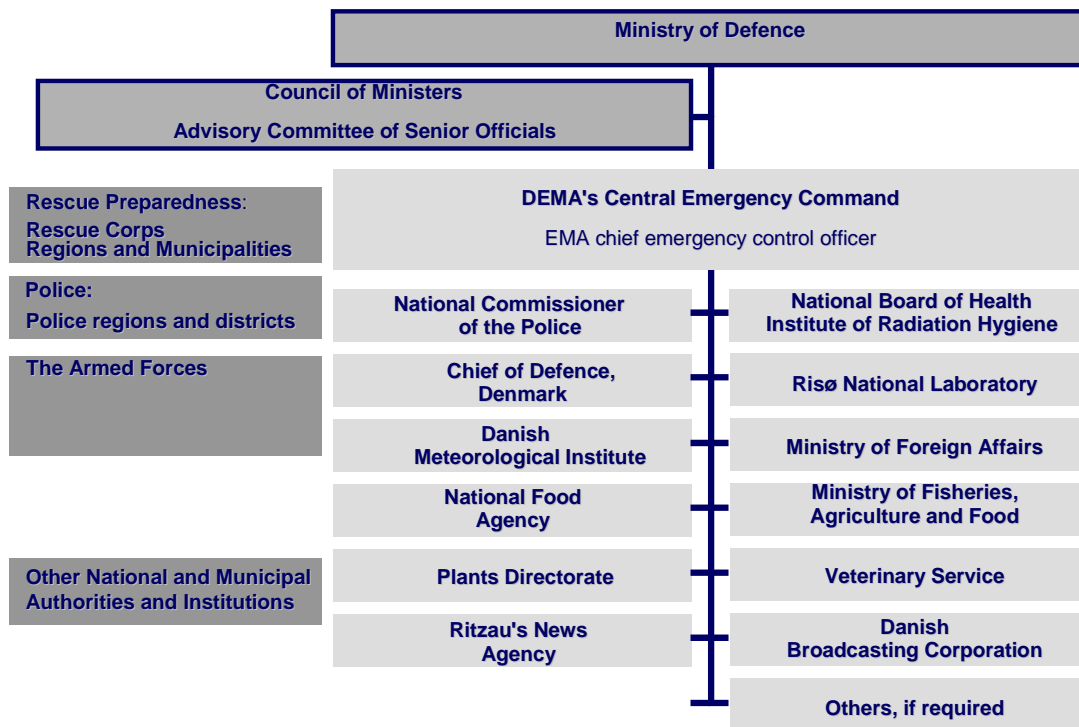 Ministry of Defence
Council of Ministers
Advisory Committee of Senior Officials
Rescue Preparedness:
Rescue Corps
Regions and Municipalities
DEMA's Central Emergency Command
EMA chief emergency control officer
Police:
Police regions and districts
National Commissioner
of the Police
National Board of Health
Institute of Radiation Hygiene
The Armed Forces
Chief of Defence,
Denmark
Risø National Laboratory
Danish
Meteorological Institute
Ministry of Foreign Affairs
National Food
Agency
Ministry of Fisheries,
Agriculture and Food
Other National and Municipal
Authorities and Institutions
Plants Directorate
Veterinary Service
Ritzau's News
Agency
Danish
Broadcasting Corporation
Others, if required